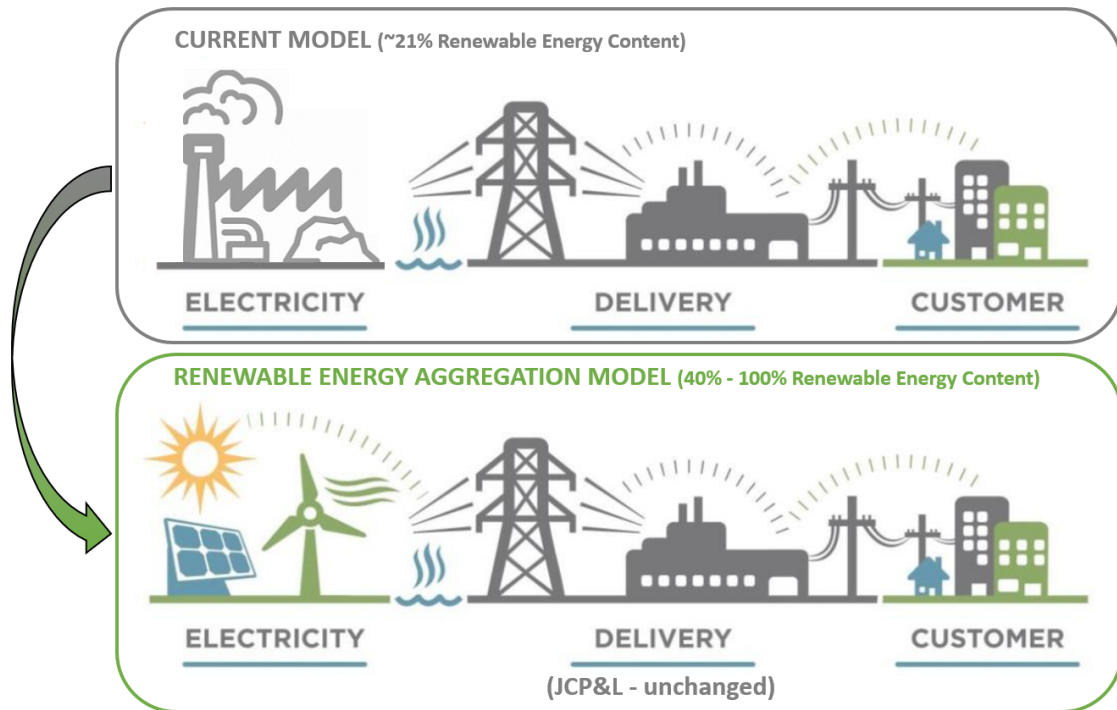 CURRENT MODEL (~21% Renewable Energy Content)
ELECTRICITY DELIVERY CUSTOMER
RENEWABLE ENERGY AGGREGATION MODEL (40% - 100% Renewable Energy Content)
ELECTRICITY DELIVERY CUSTOMER
(JCP&L - unchanged)